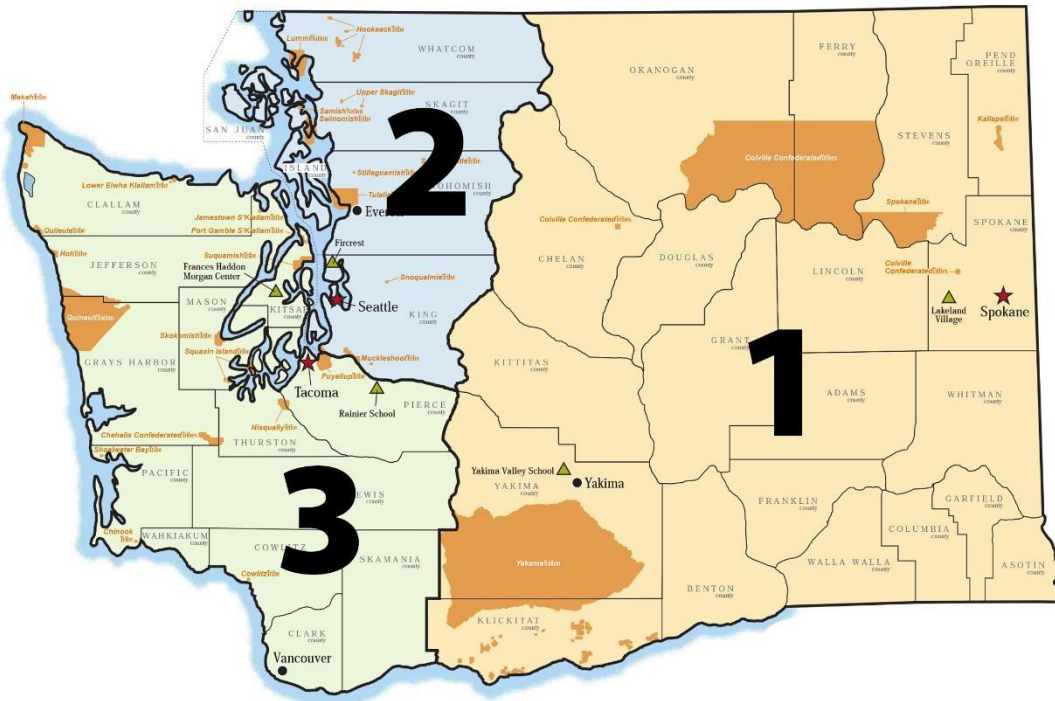 Lummi Tribe
Nooksack Tribe
WHATCOM
county
OKANOGAN
county
FERRY
county
PEND
OREILLE
county
Makah Tribe
Upper Skagit Tribe
SKAGIT
county
Samish Tribe
Swinomish Tribe
SAN JUAN
county
STEVENS
county
Kalispel Tribe
2
ISLAND
county
Stillaguamish Tribe
Colville Confederated Tribes
Lower Elwha Klallam Tribe
CLALLAM
county
Everett
Jamestown S'Klallam Tribe
Port Gamble S'Klallam Tribe
Colville Confederated Tribes
Spokane Tribe
SPOKANE
county
Quileute Tribe
Suquamish Tribe
Fircrest
Hoh Tribe
JEFFERSON
county
Frances Haddon
Morgan Center
Snoqualmie Tribe
CHELAN
county
DOUGLAS
county
LINCOLN
county
Colville
Confederated Tribes
MASON
county
KITSAP
Seattle
KING
county
Lakeland
Village
Spokane
Quinault Tribe
Skokomish Tribe
GRAYS HARBOR
county
Squaxin Island Tribe
Muckleshoot Tribe
Puyallup Tribe
KITTITAS
county
GRANT
county
1
Tacoma
Rainier School
PIERCE
county
ADAMS
county
WHITMAN
county
Nisqually Tribe
Chehalis Confederated Tribes
THURSTON
county
Shoalwater Bay Tribe
PACIFIC
county
3
LEWIS
county
Yakima Valley School
YAKIMA
county
Yakima
FRANKLIN
county
GARFIELD
county
COLUMBIA
county
Chinook
Tribe
WAHKIAKUM
county
COWLITZ
SKAMANIA
county
Yakama Tribe
WALLA WALLA
county
ASOTIN
county
Cowlitz Tribe
BENTON
county
KLICKITAT
county
CLARK
county
Vancouver